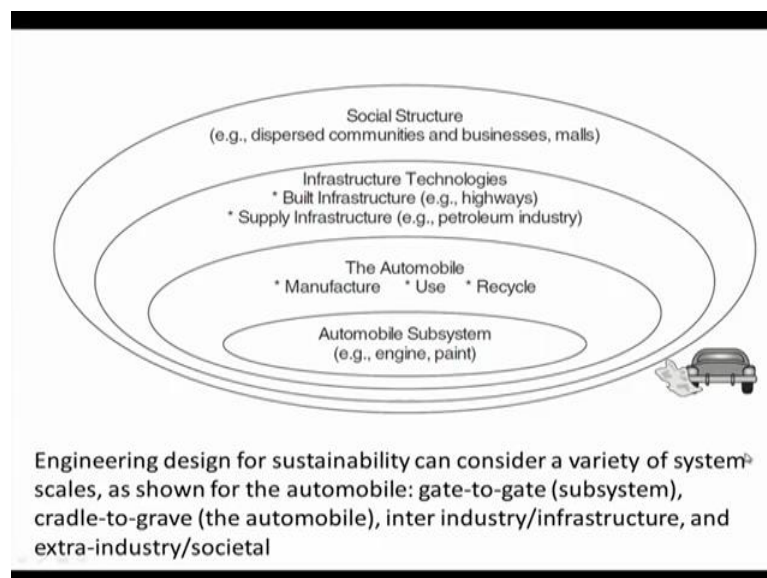 Social Structure
(e.g., dispersed communities and businesses, malls)
Infrastructure Technologies
* Built Infrastructure (e.g., highways)
* Supply Infrastructure (e.g., petroleum industry)
The Automobile
* Manufacture * Use * Recycle
Automobile Subsystem
(e.g., engine, paint)
Engineering design for sustainability can consider a variety of system
scales, as shown for the automobile: gate-to-gate (subsystem),
cradle-to-grave (the automobile), inter industry/infrastructure, and
extra-industry/societal